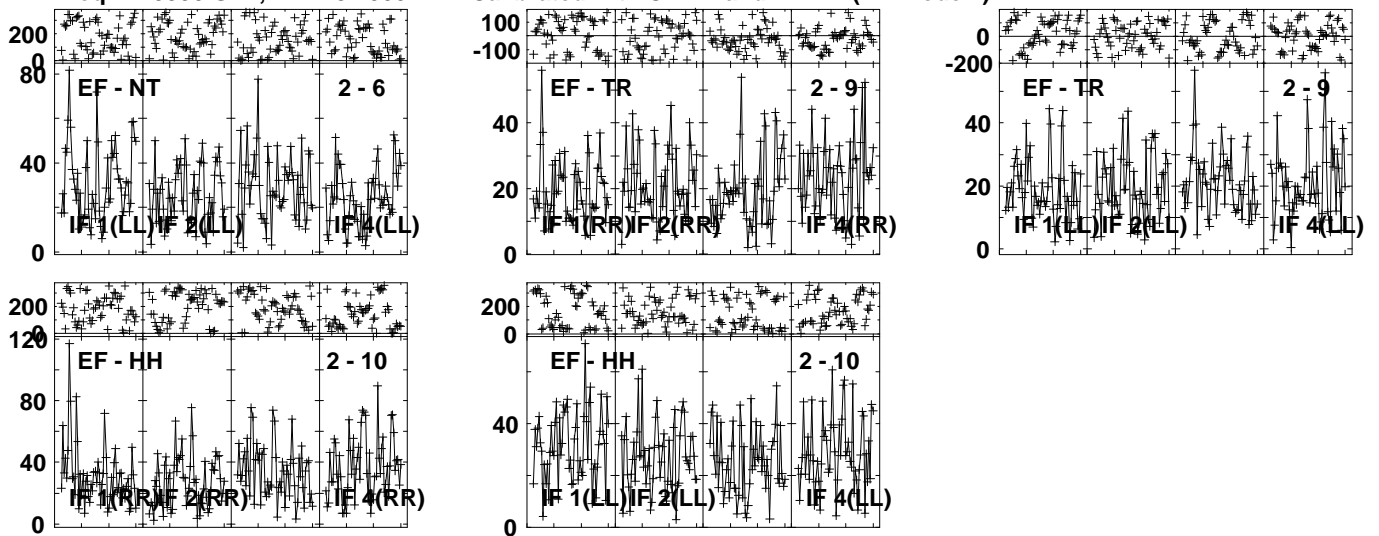 200
0
80
EF - NT
2 - 6
40
IF 1(LL)
IF 2(LL)
IF 4(LL)
0
100
-100
EF - TR
2 - 9
40
20
IF 1(RR)
IF 2(RR)
IF 4(RR)
0
0
-200
EF - TR
2 - 9
40
20
IF 1(LL)
IF 2(LL)
IF 4(LL)
0
200
0
120
EF - HH
2 - 10
80
40
IF 1(RR)
IF 2(RR)
IF 4(RR)
0
200
0
EF - HH
2 - 10
40
IF 1(LL)
IF 2(LL)
IF 4(LL)
0